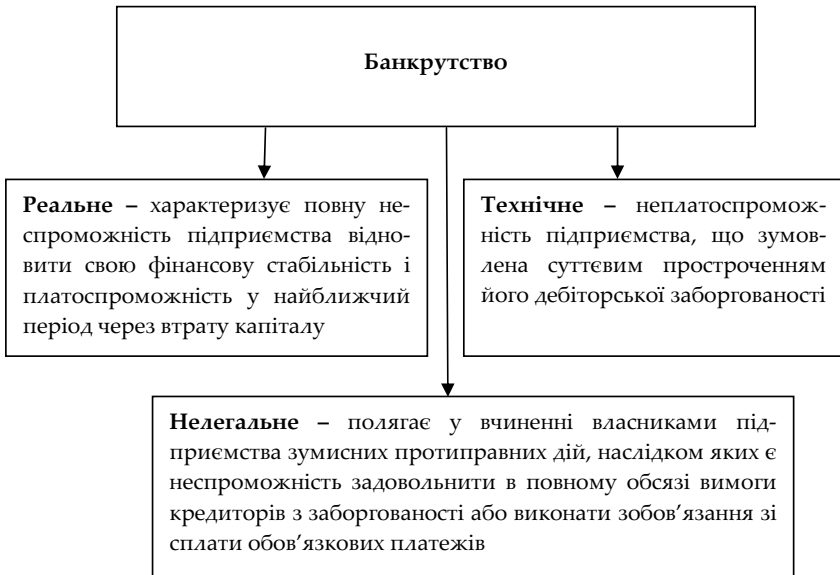 Банкрутство
Реальне – характеризує повну не-
спроможність підприємства відно-
вити свою фінансову стабільність і
платоспроможність у найближчий
період через втрату капіталу
Технічне – неплатоспромож-
ність підприємства, що зумов-
лена суттєвим простроченням
його дебіторської заборгованості
Нелегальне – полягає у вчиненні власниками під-
приємства зумисних протиправних дій, наслідком яких є
неспроможність задовольнити в повному обсязі вимоги
кредиторів з заборгованості або виконати зобов’язання зі
сплати обов’язкових платежів